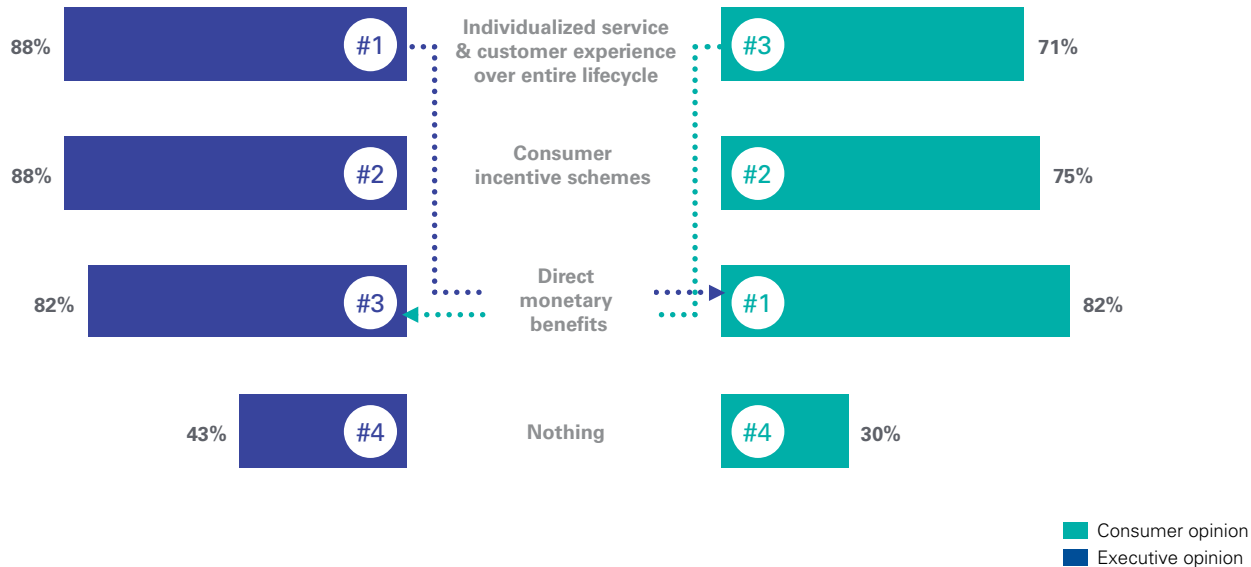 88%
#1
Individualized service
& customer experience
over entire lifecycle
#3
71%
88%
#2
Consumer
incentive schemes
#2
75%
82%
#3
Direct
monetary
benefits
#1
82%
43%
#4
Nothing
#4
30%
Consumer opinion
Executive opinion